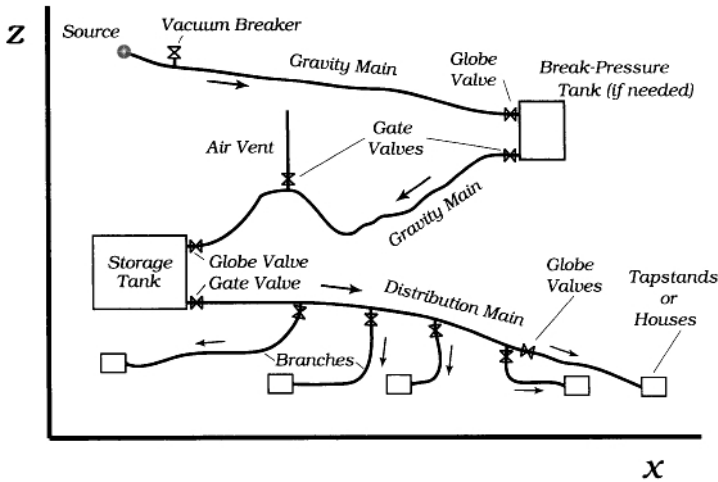 Z
Source
Vacuum Breaker
Gravity Main
Globe
Valve
Break-Pressure
Tank (if needed)
Air Vent
Gate
Valves
Gravity Main
Storage
Tank
Globe Valve
Gate Valve
Distribution Main
Globe
Valves
Tapstands
or
Houses
Branches
x